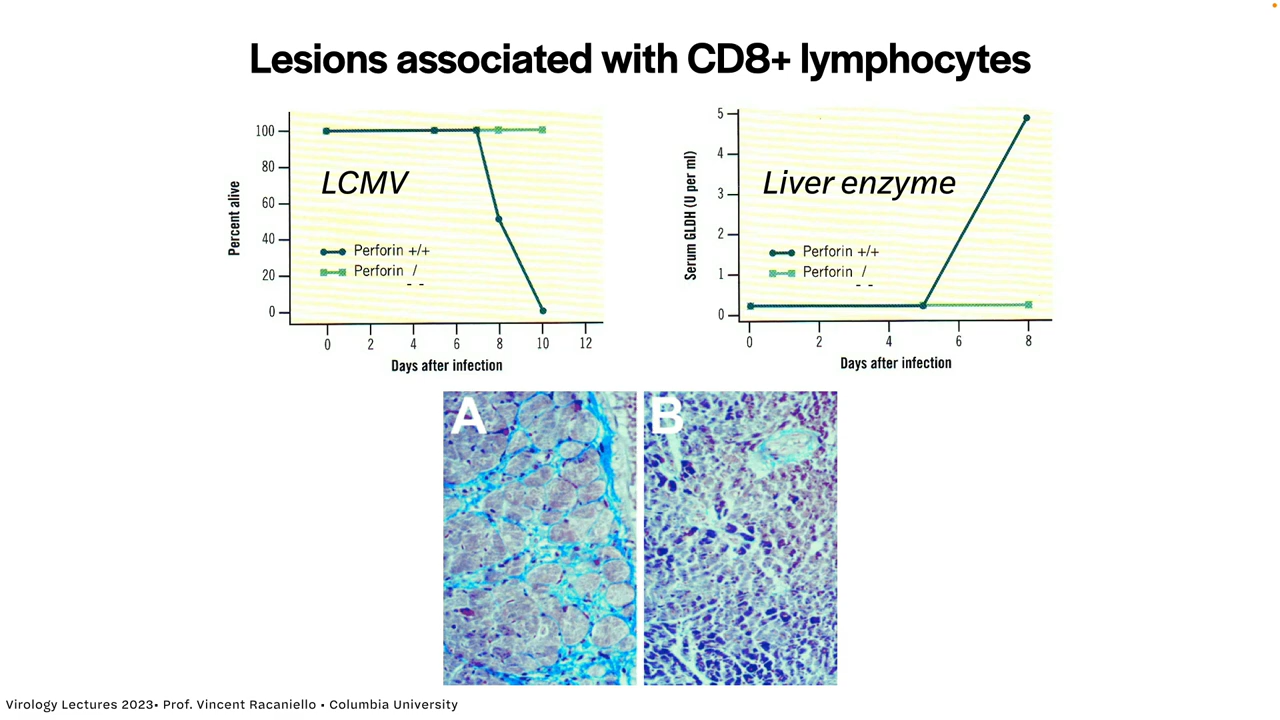 Lesions associated with CD8+ lymphocytes
100
80
60
40
20
0
Percent alive
LCMV
Perforin +/+
Perforin /
- -
0 2 4 6 8 10 12
Days after infection
5
4
3
2
1
0
Serum GLDH (U per ml)
Liver enzyme
Perforin +/+
Perforin /
- -
0 2 4 6 8
Days after infection
A
B
Virology Lectures 2023• Prof. Vincent Racaniello • Columbia University